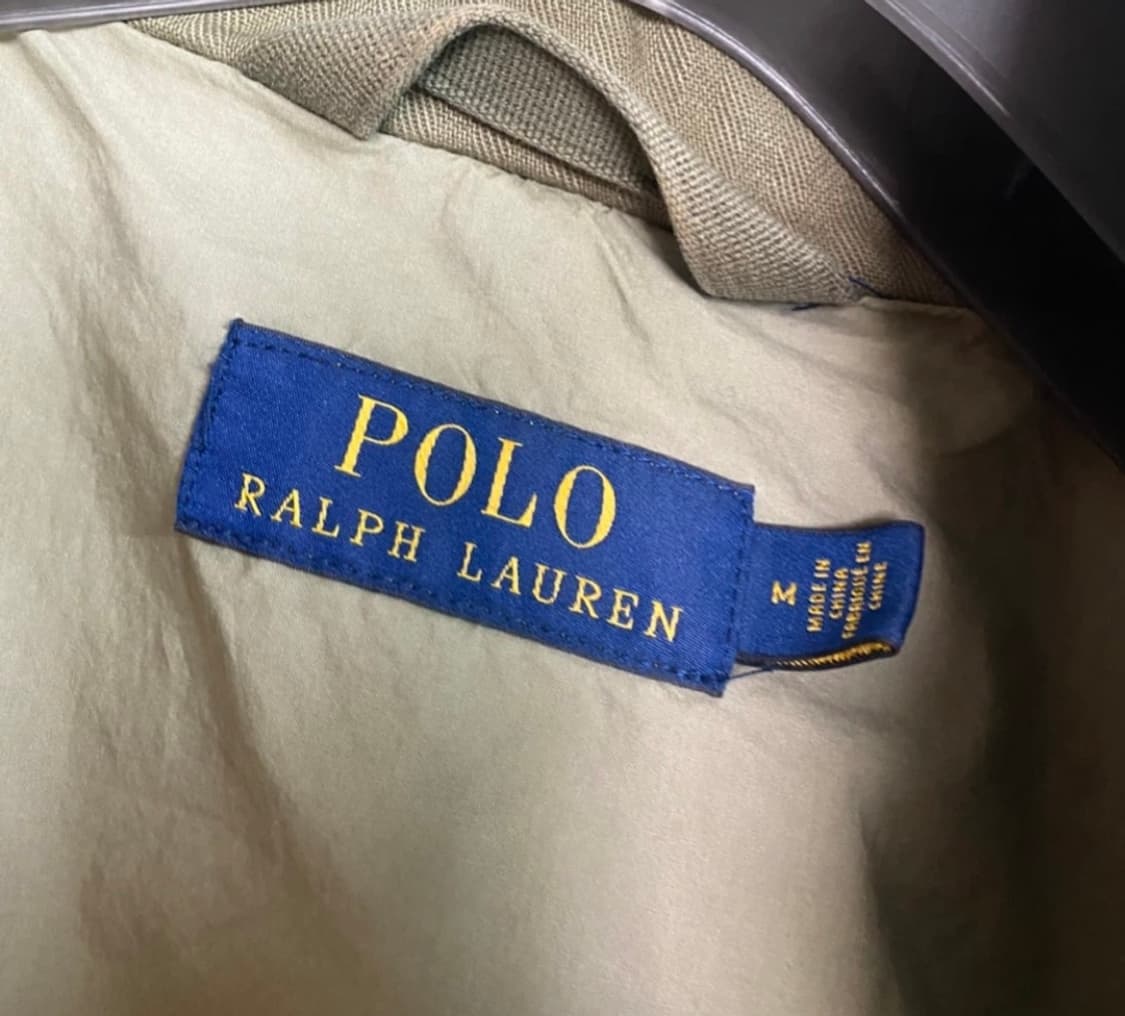 POLO
RALPH LAUREN
M
MADE IN
CHINA
FABRIQUÉ EN
CHINE